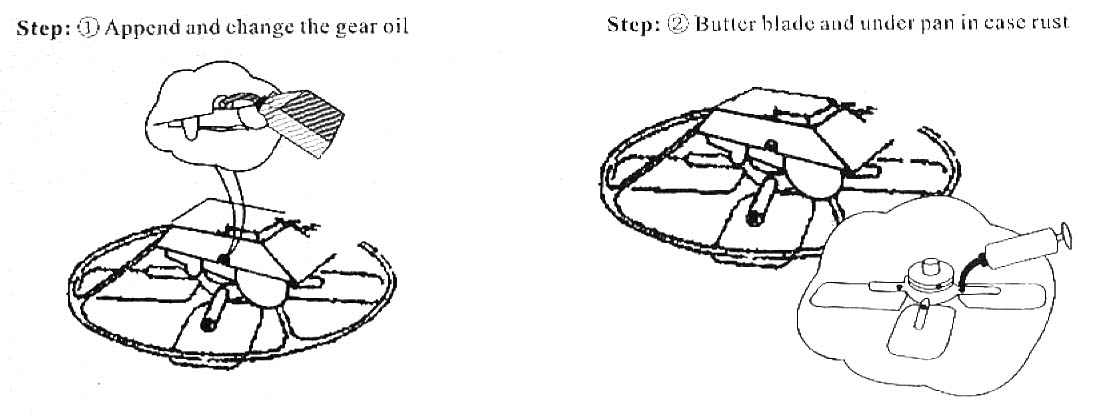 Step: ① Append and change the gear oil
Step: ② Butter blade and under pan in case rust